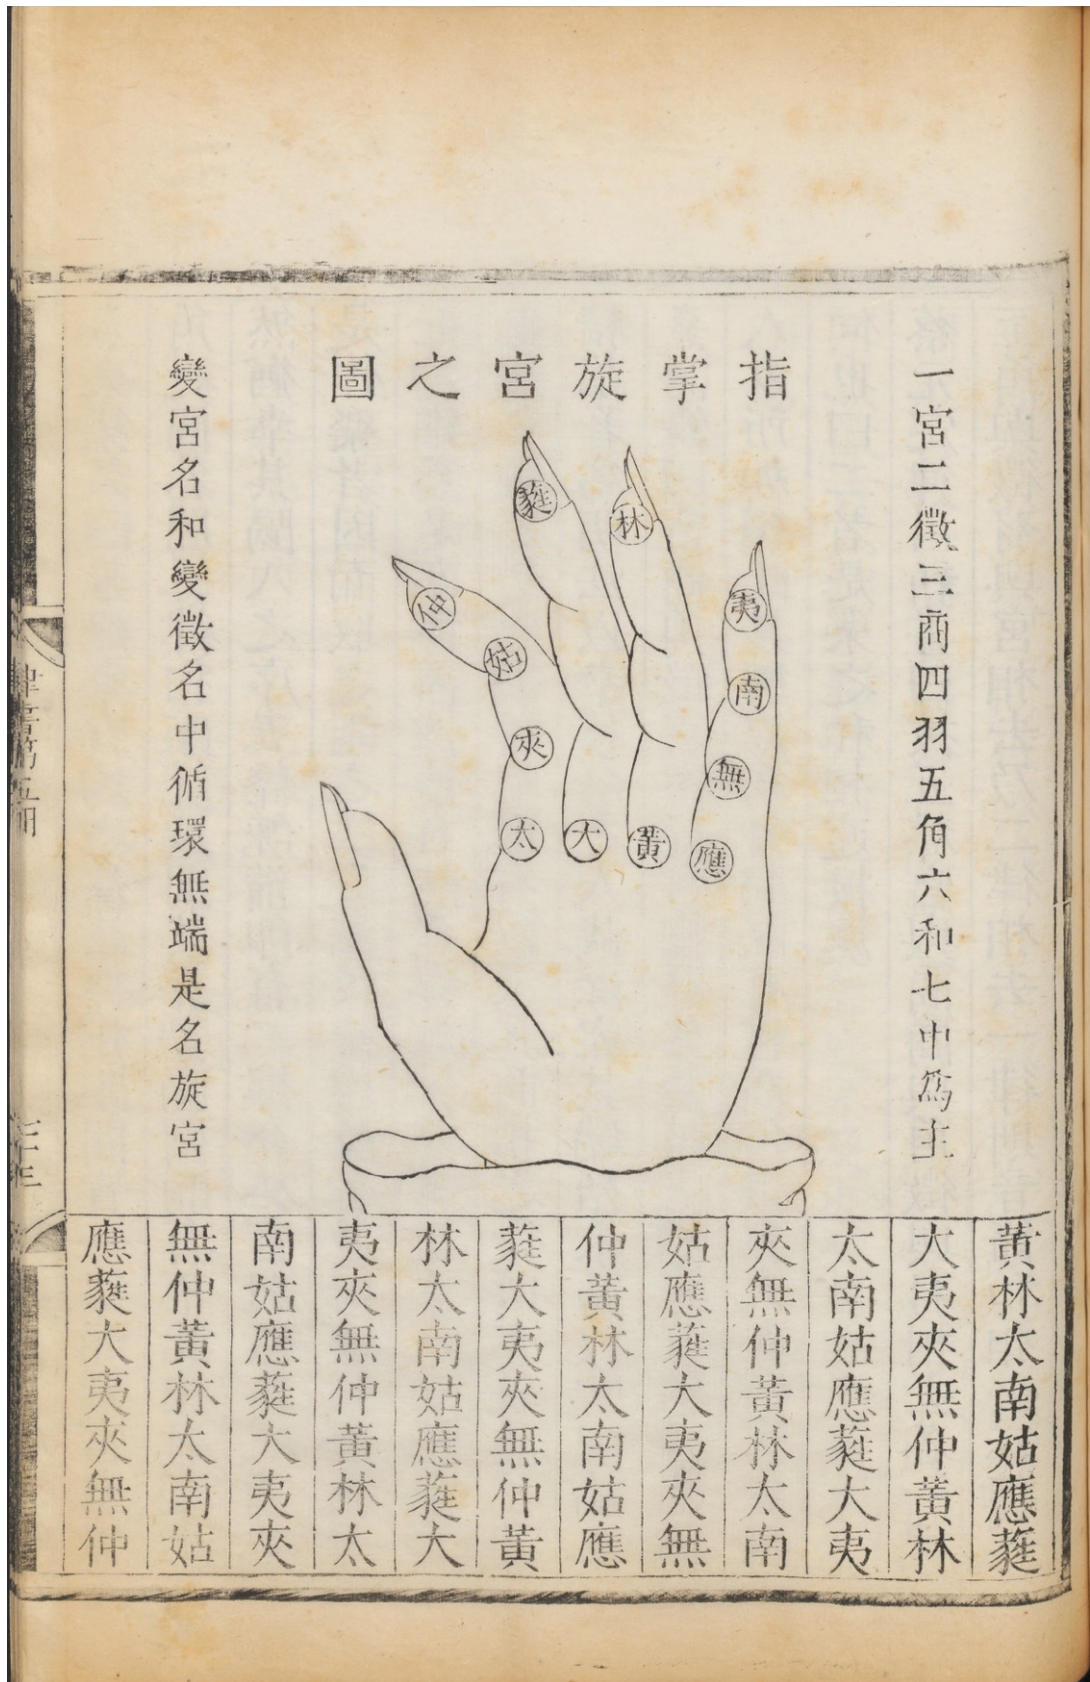 一宮二徵三商四羽五角六和七中爲主
指掌旋宮之圖
仲
姑
夾
太
蕤
大
林
黃
夷
南
無
應
變宮名和變徵名中循環無端是名旋宮
黃林太南姑應蕤
大夷夾無仲黃林
太南姑應蕤大夷
夾無仲黃林太南
姑應蕤大夷夾無
仲黃林太南姑應
蕤大夷夾無仲黃
林太南姑應蕤大
夷夾無仲黃林太
南姑應蕤大夷夾
無仲黃林太南姑
應蕤大夷夾無仲